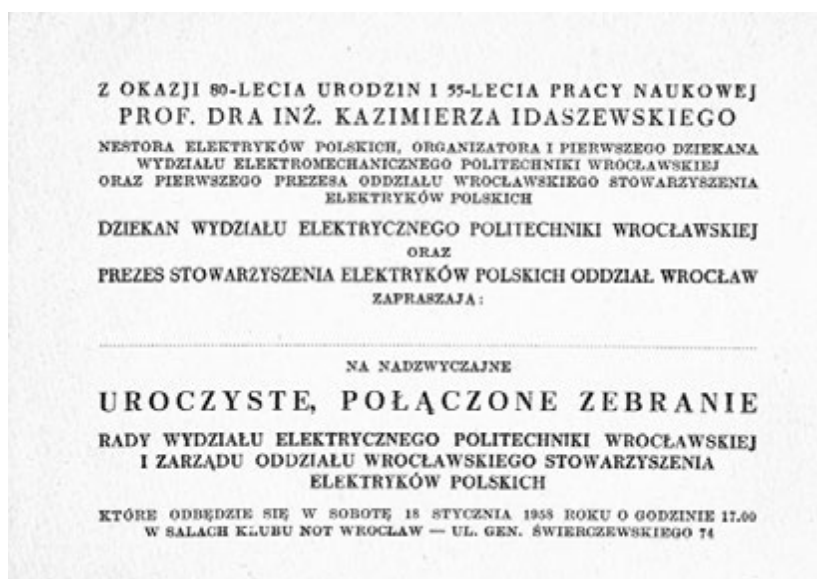 Z OKAZJI 80-LECIA URODZIN I 55-LECIA PRACY NAUKOWEJ
PROF. DRA INŻ. KAZIMIERZA IDASZEWSKIEGO
NESTORA ELEKTRYKÓW POLSKICH, ORGANIZATORA I PIERWSZEGO DZIEKANA
WYDZIAŁU ELEKTROMECHANICZNEGO POLITECHNIKI WROCŁAWSKIEJ
ORAZ PIERWSZEGO PREZESA ODDZIAŁU WROCŁAWSKIEGO STOWARZYSZENIA
ELEKTRYKÓW POLSKICH
DZIEKAN WYDZIAŁU ELEKTRYCZNEGO POLITECHNIKI WROCŁAWSKIEJ
ORAZ
PREZES STOWARZYSZENIA ELEKTRYKÓW POLSKICH ODDZIAŁ WROCŁAW
ZAPRASZAJĄ:
NA NADZWYCZAJNE
UROCZYSTE, POŁĄCZONE ZEBRANIE
RADY WYDZIAŁU ELEKTRYCZNEGO POLITECHNIKI WROCŁAWSKIEJ
I ZARZĄDU ODDZIAŁU WROCŁAWSKIEGO STOWARZYSZENIA
ELEKTRYKÓW POLSKICH
KTÓRE ODBĘDZIE SIĘ W SOBOTĘ 18 STYCZNIA 1958 ROKU O GODZINIE 17.00
W SALACH KLUBU NOT WROCŁAW — UL. GEN. ŚWIERCZEWSKIEGO 74